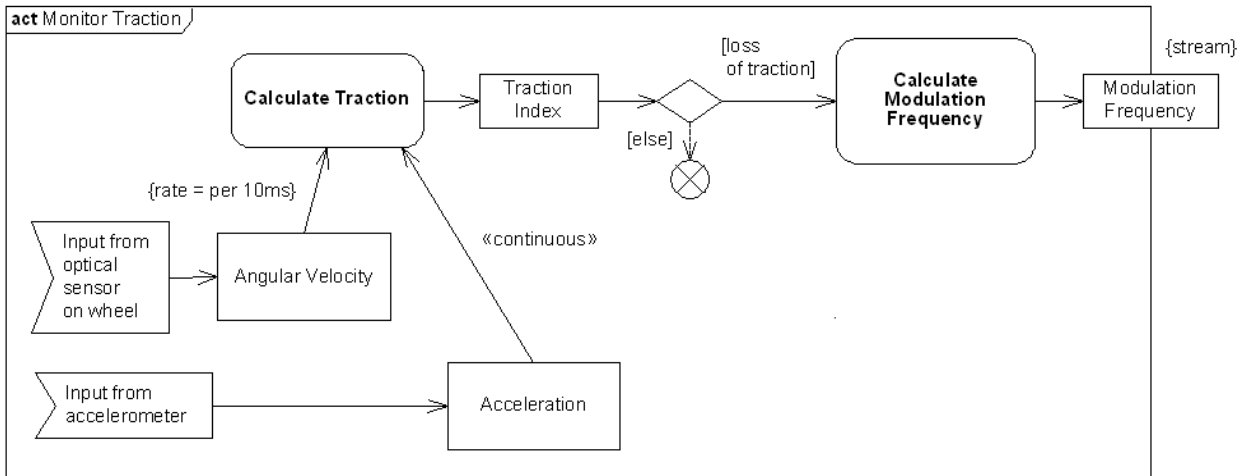 act Monitor Traction
{stream}
[loss
of traction]
Calculate Traction
Traction
Index
Calculate
Modulation
Frequency
Modulation
Frequency
[else]
{rate = per 10ms}
Input from
optical
sensor
on wheel
Angular Velocity
«continuous»
Input from
accelerometer
Acceleration